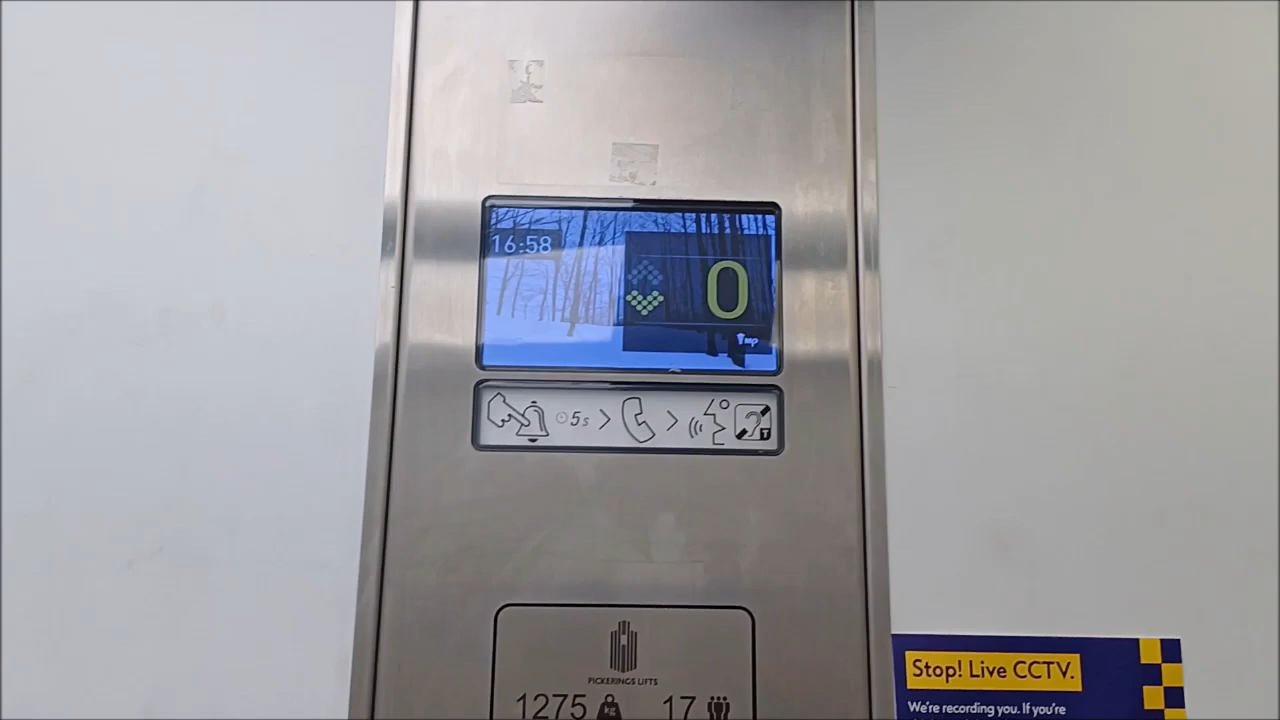 16:58
0
MP
5s > >
T
PICKERINGS LIFTS
1275 kg 17
Stop! Live CCTV.
We're recording you. If you're